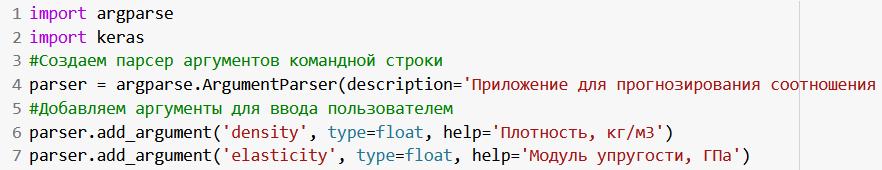 1 import argparse
2 import keras
3 #Создаем парсер аргументов командной строки
4 parser = argparse.ArgumentParser(description='Приложение для прогнозирования соотношения
5 #Добавляем аргументы для ввода пользователем
6 parser.add_argument('density', type=float, help='Плотность, кг/м3')
7 parser.add_argument('elasticity', type=float, help='Модуль упругости, ГПа')